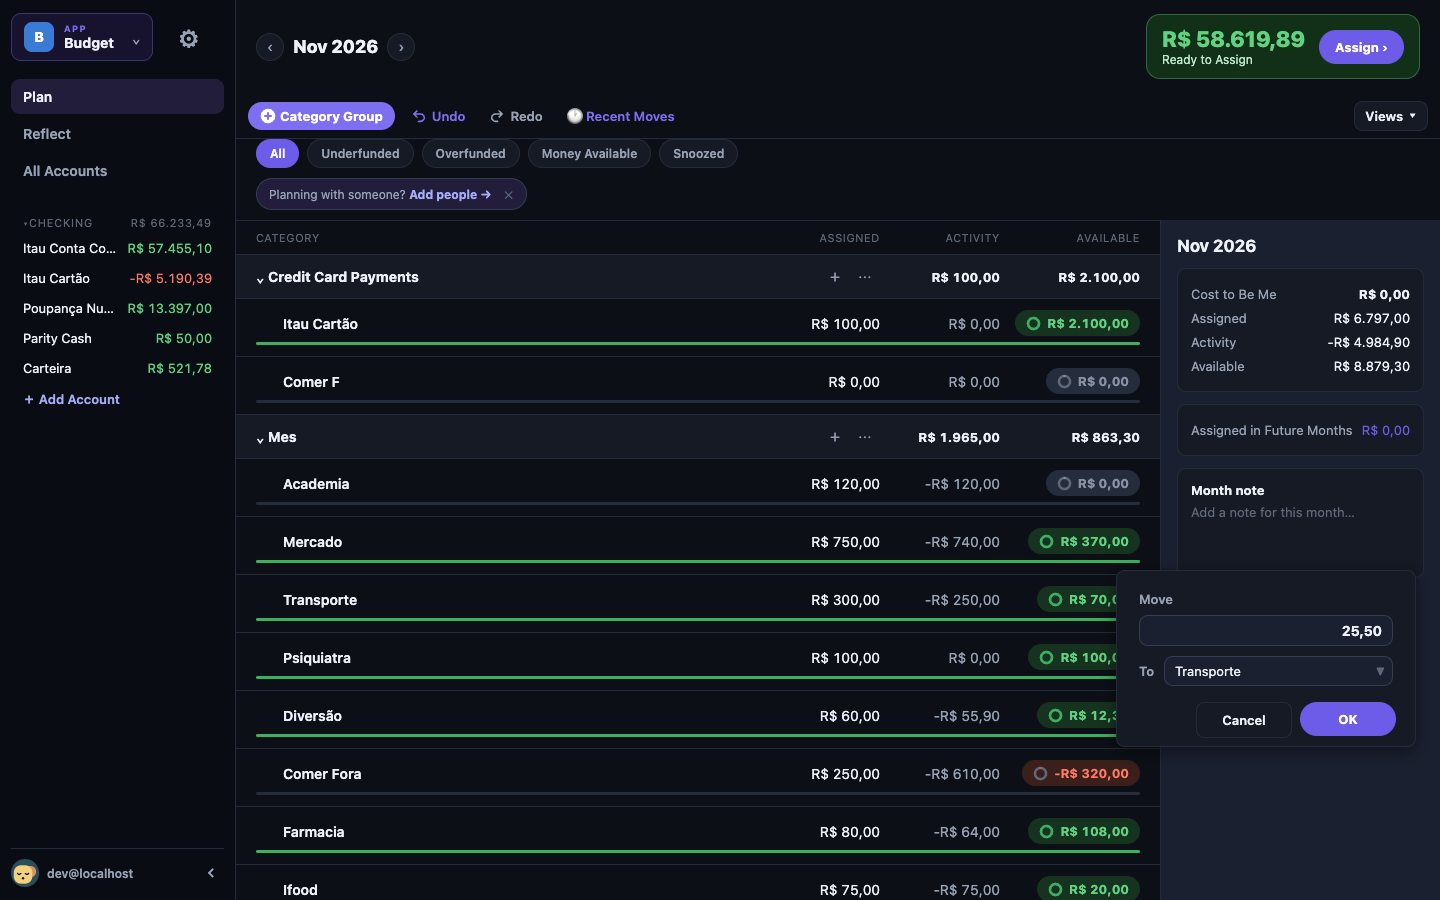 B
APP
Budget
Plan
Reflect
All Accounts
CHECKING R$ 66.233,49
Itau Conta Co... R$ 57.455,10
Itau Cartão -R$ 5.190,39
Poupança Nu... R$ 13.397,00
Parity Cash R$ 50,00
Carteira R$ 521,78
+ Add Account
dev@localhost
‹ Nov 2026 ›
R$ 58.619,89
Ready to Assign
Assign ›
Category Group Undo Redo Recent Moves Views
All Underfunded Overfunded Money Available Snoozed
Planning with someone? Add people → ×
CATEGORY ASSIGNED ACTIVITY AVAILABLE
Credit Card Payments + ... R$ 100,00 R$ 2.100,00
Itau Cartão R$ 100,00 R$ 0,00 R$ 2.100,00
Comer F R$ 0,00 R$ 0,00 R$ 0,00
Mes + ... R$ 1.965,00 R$ 863,30
Academia R$ 120,00 -R$ 120,00 R$ 0,00
Mercado R$ 750,00 -R$ 740,00 R$ 370,00
Transporte R$ 300,00 -R$ 250,00 R$ 70,
Psiquiatra R$ 100,00 R$ 0,00 R$ 100,
Diversão R$ 60,00 -R$ 55,90 R$ 12,
Comer Fora R$ 250,00 -R$ 610,00 -R$ 320,00
Farmacia R$ 80,00 -R$ 64,00 R$ 108,00
Ifood R$ 75,00 -R$ 75,00 R$ 20,00
Nov 2026
Cost to Be Me R$ 0,00
Assigned R$ 6.797,00
Activity -R$ 4.984,90
Available R$ 8.879,30
Assigned in Future Months R$ 0,00
Month note
Add a note for this month...
Move
25,50
To Transporte
Cancel OK